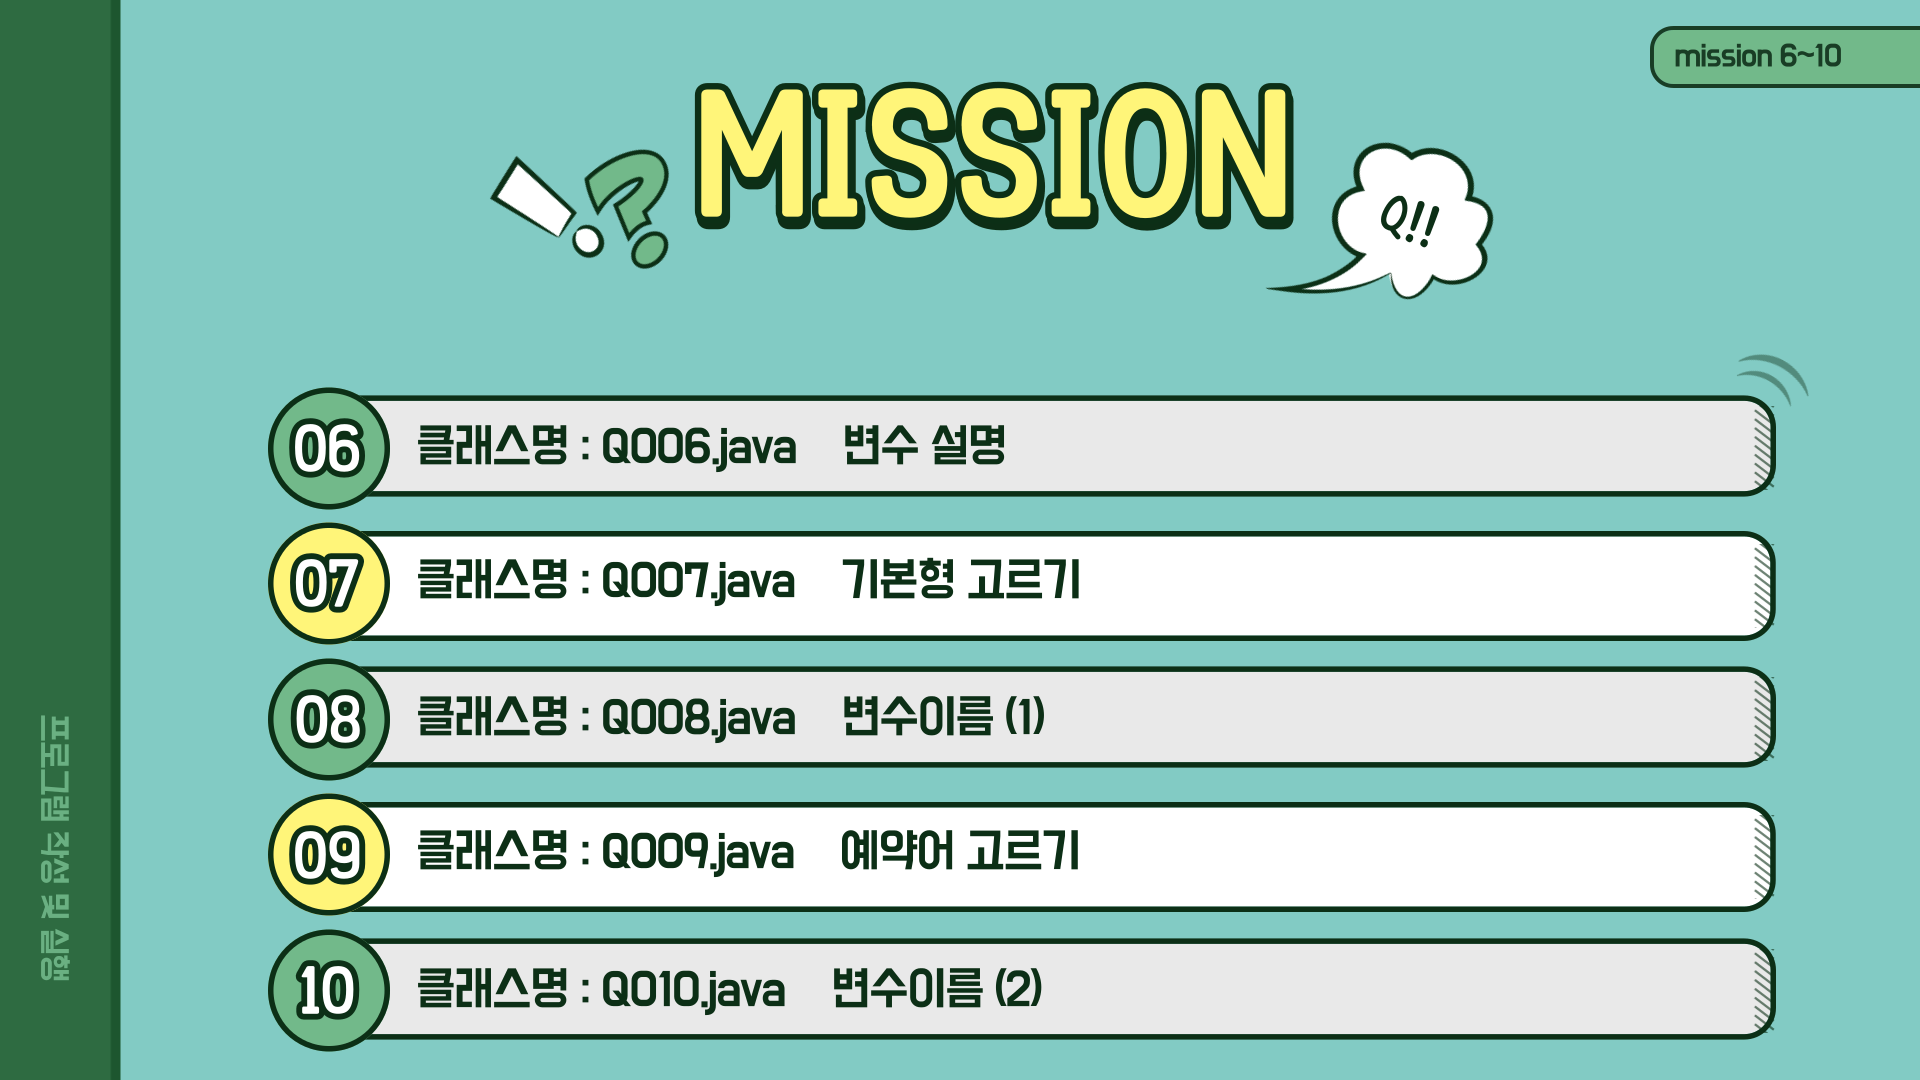 mission 6~10
MISSION
!?
Q!!
06 클래스명 : Q006.java 변수 설명
07 클래스명 : Q007.java 기본형 고르기
08 클래스명 : Q008.java 변수이름 (1)
09 클래스명 : Q009.java 예약어 고르기
10 클래스명 : Q010.java 변수이름 (2)
프로그램 작성 및 실행